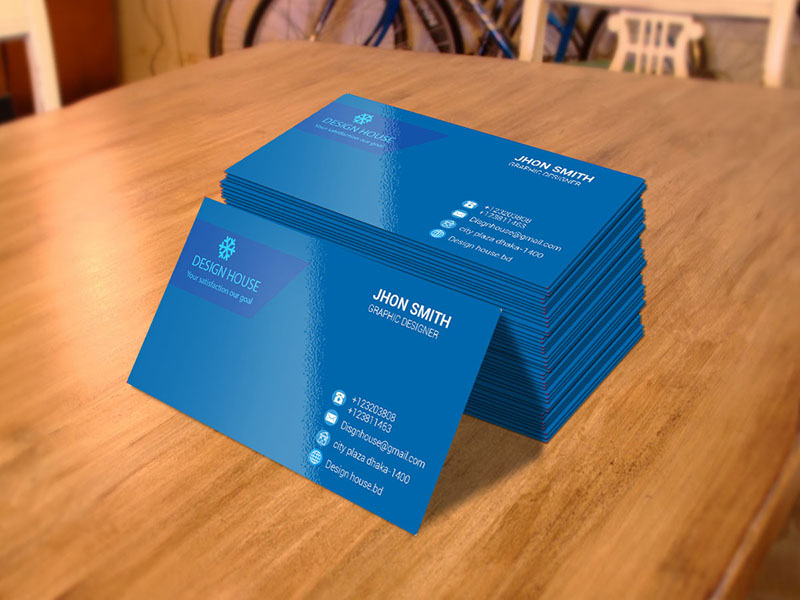 DESIGN HOUSE
Your satisfaction our goal
JHON SMITH
GRAPHIC DESIGNER
+123203808
+123811463
Disgnhouse@gmail.com
city plaza dhaka-1400
Design house.bd
DESIGN HOUSE
Your satisfaction our goal
JHON SMITH
GRAPHIC DESIGNER
+123203808
+123811463
Disgnhouse@gmail.com
city plaza dhaka-1400
Design house.bd